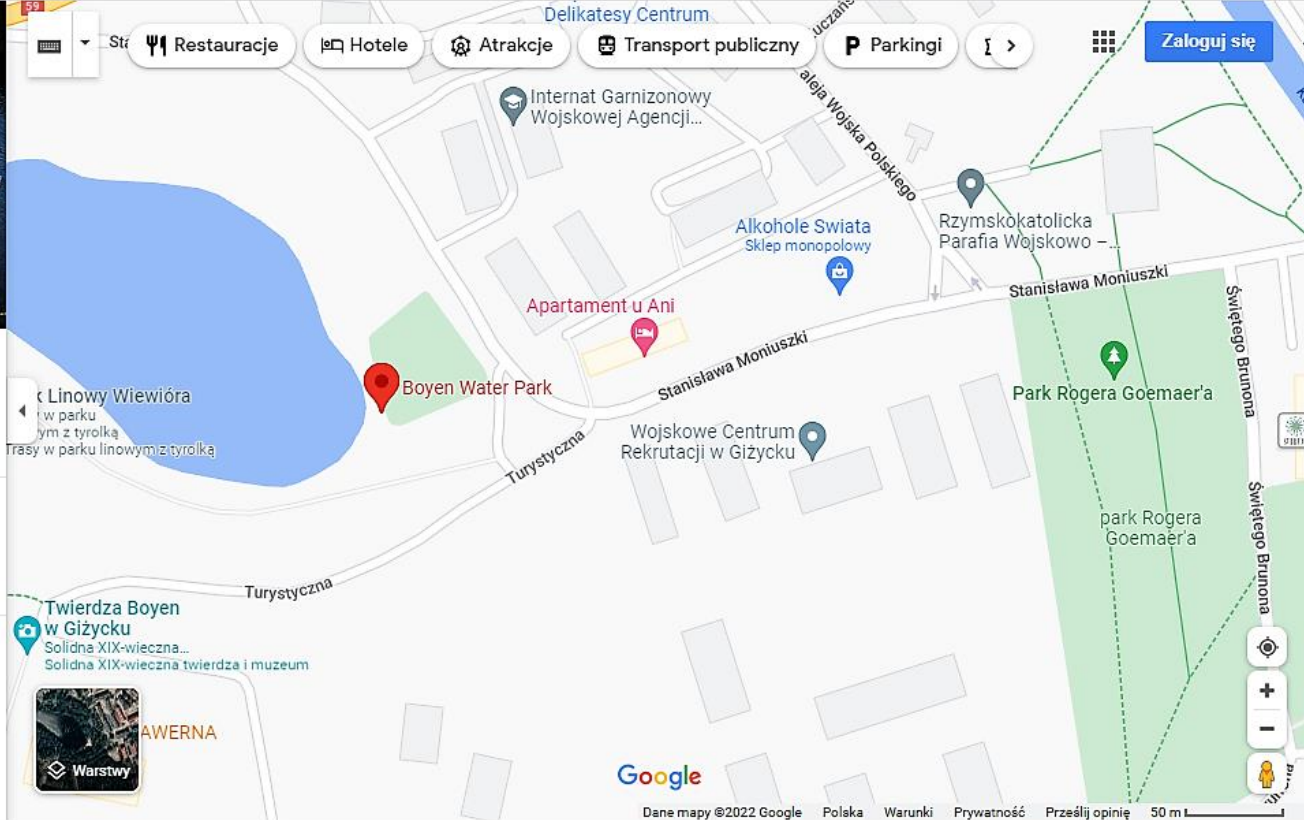 59
Delikatesy Centrum
Restauracje
Hotele
Atrakcje
Transport publiczny
P Parkingi
Zaloguj się
Internat Garnizonowy
Wojskowej Agencji...
aleja Wojska Polskiego
Rzymskokatolicka
Parafia Wojskowo –...
Alkohole Swiata
Sklep monopolowy
Stanisława Moniuszki
Apartament u Ani
Stanisława Moniuszki
Świętego Brunona
Boyen Water Park
Park Rogera Goemaer'a
Linowy Wiewióra
w parku
z tyrolką
Trasy w parku linowym z tyrolką
Wojskowe Centrum
Rekrutacji w Giżycku
Turystyczna
park Rogera
Goemaer'a
Świętego Brunona
Turystyczna
Twierdza Boyen
w Giżycku
Solidna XIX-wieczna...
Solidna XIX-wieczna twierdza i muzeum
AWERNA
Warstwy
Google
Dane mapy ©2022 Google Polska Warunki Prywatność Prześlij opinię 50 m